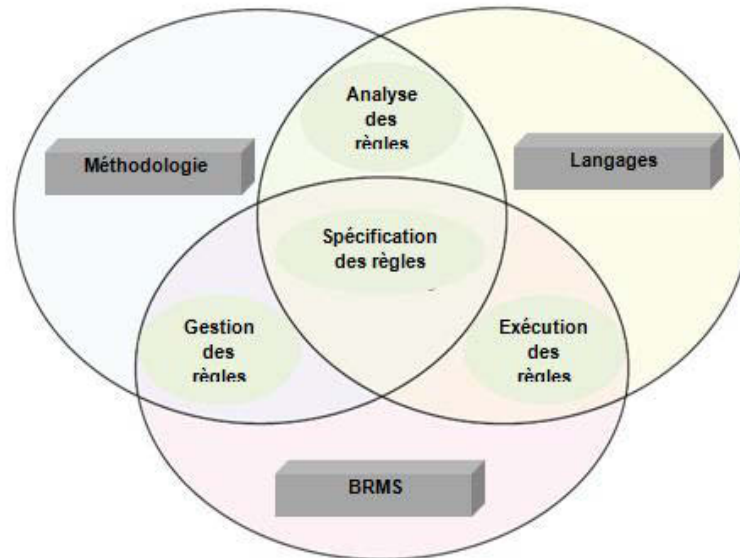 Analyse
des
règles
Méthodologie
Langages
Spécification
des règles
Gestion
des
règles
Exécution
des
règles
BRMS